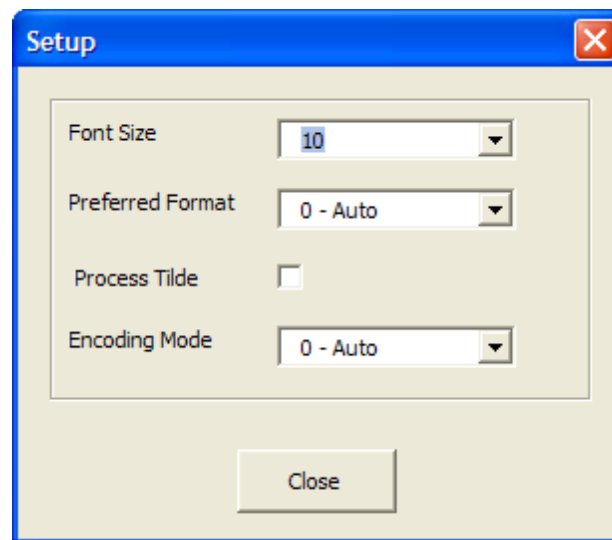 Setup
Font Size 10
Preferred Format 0 - Auto
Process Tilde
Encoding Mode 0 - Auto
Close